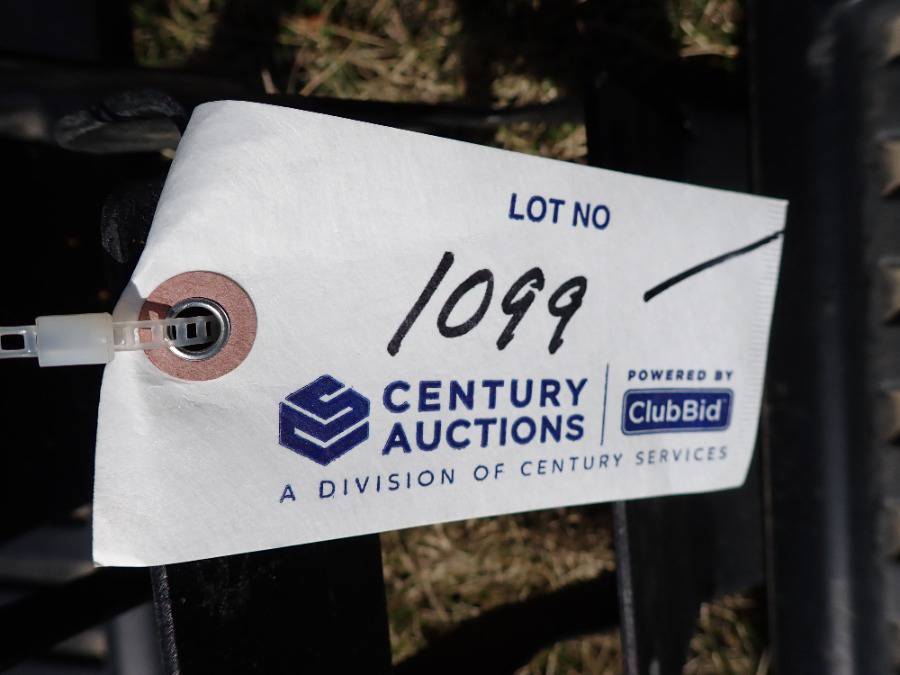 LOT NO
1099
CENTURY
AUCTIONS
POWERED BY
ClubBid
A DIVISION OF CENTURY SERVICES